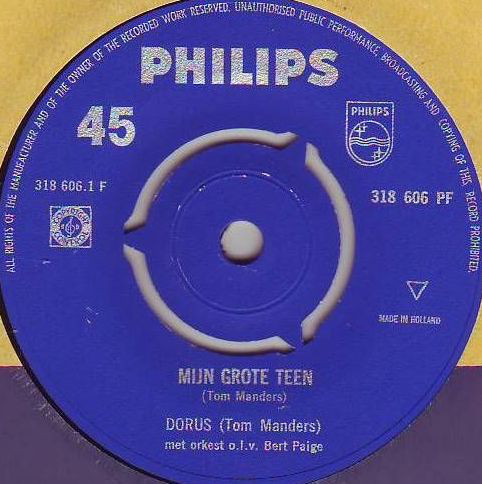 ALL RIGHTS OF THE MANUFACTURER AND OF THE OWNER OF THE RECORDED WORK RESERVED. UNAUTHORISED PUBLIC PERFORMANCE, BROADCASTING AND COPYING OF THIS RECORD PROHIBITED.
PHILIPS
45
PHILIPS
318 606.1 F
318 606 PF
MADE IN HOLLAND
MIJN GROTE TEEN
(Tom Manders)
DORUS (Tom Manders)
met orkest o.l.v. Bert Paige